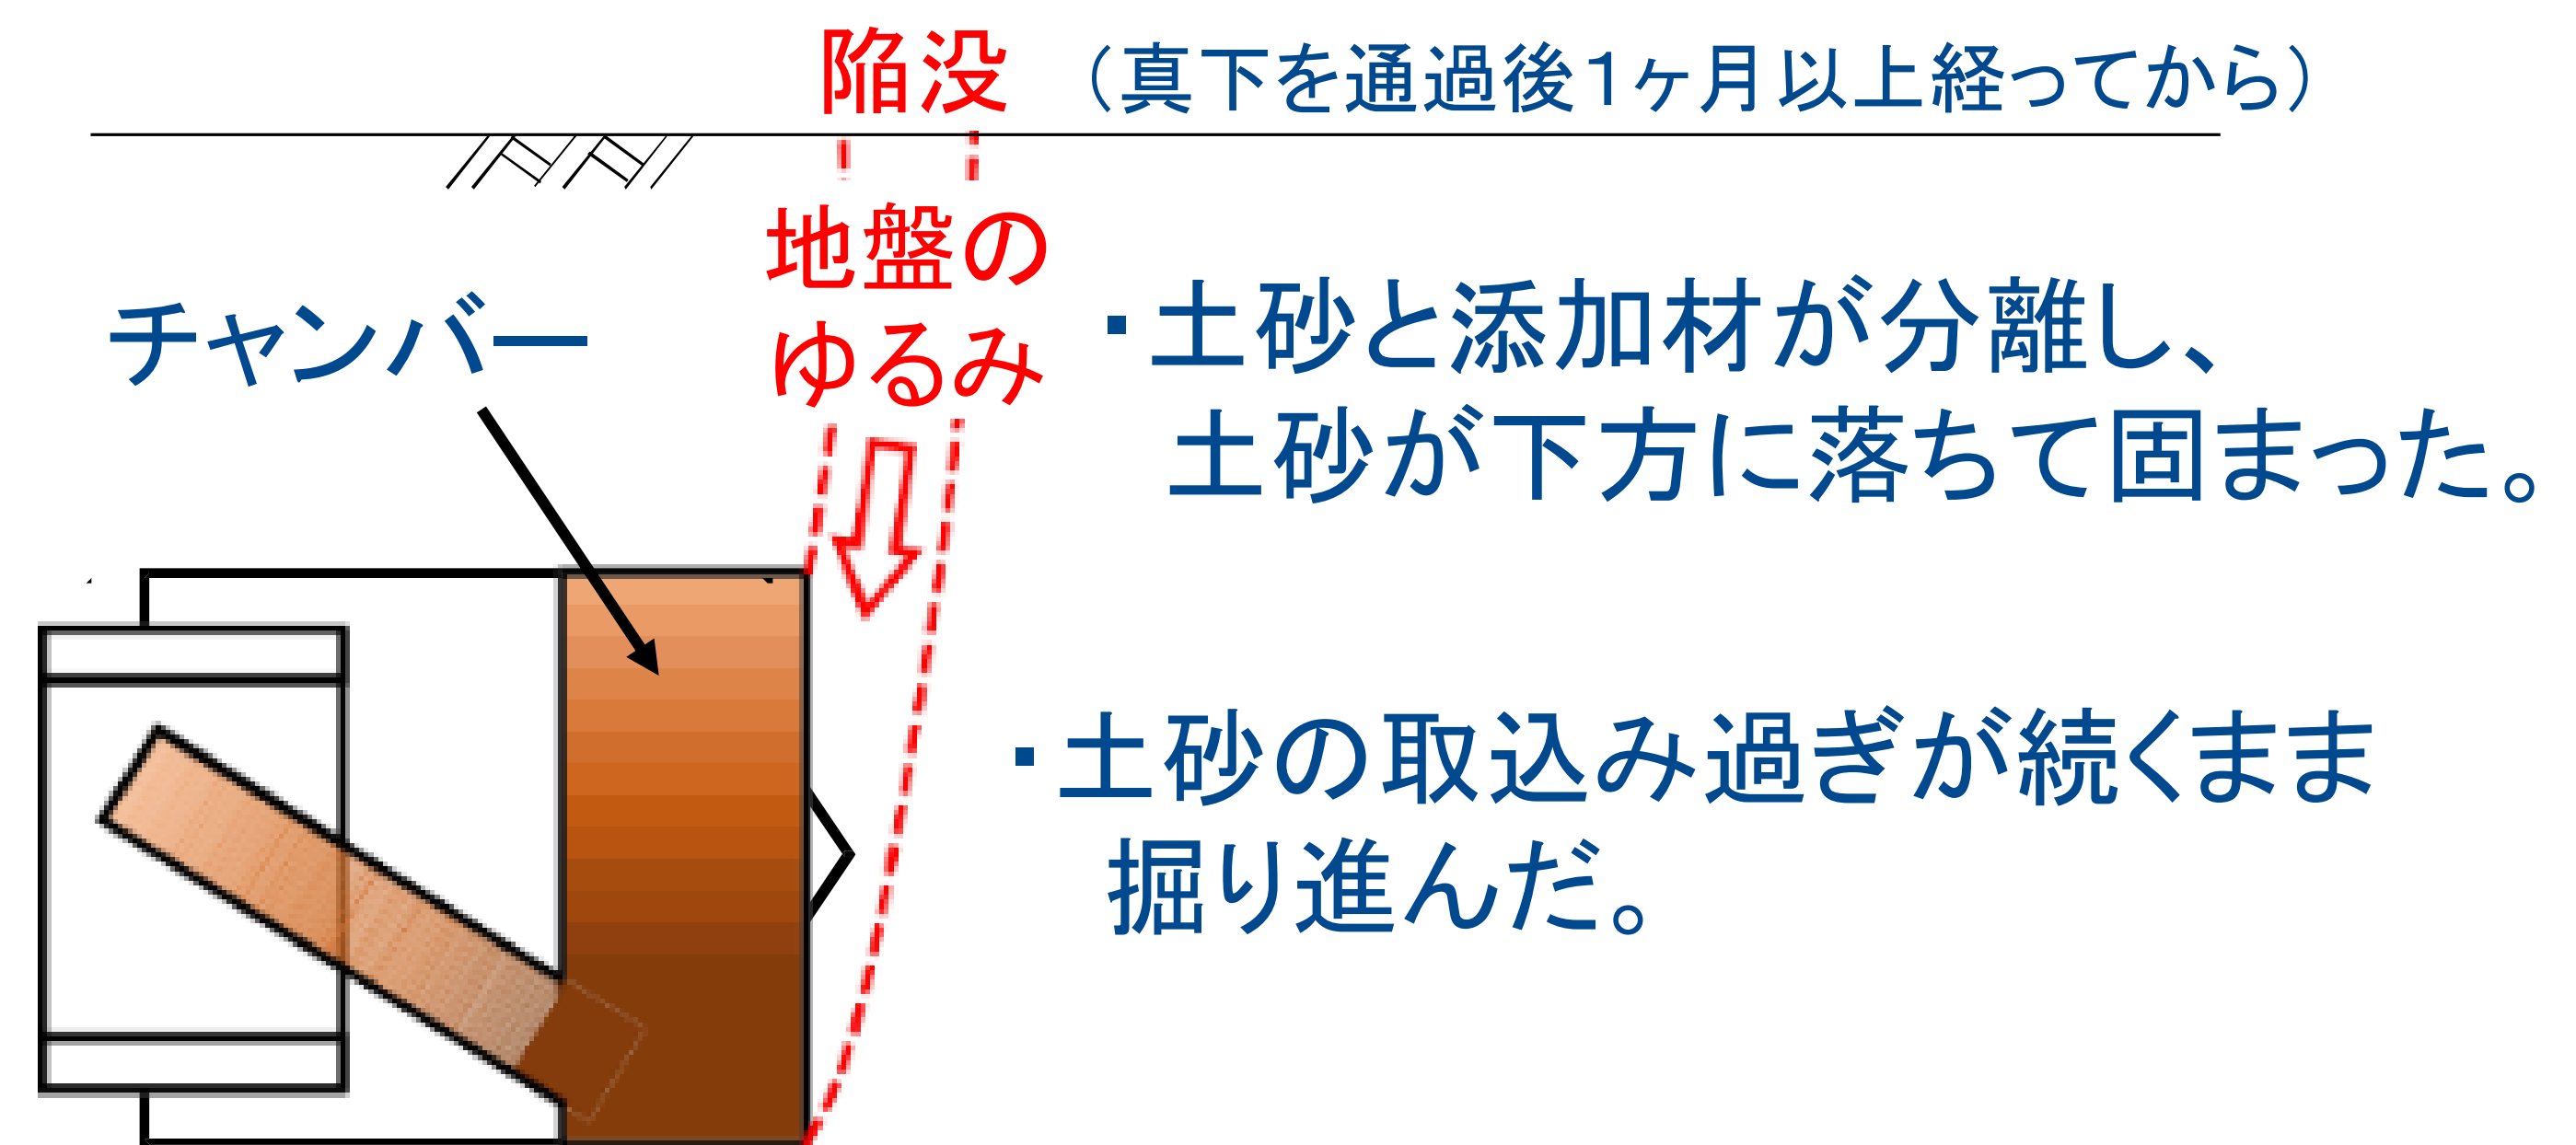 陥没 （真下を通過後１ヶ月以上経ってから）
地盤の
ゆるみ
チャンバー
・土砂と添加材が分離し、
土砂が下方に落ちて固まった。
・土砂の取込み過ぎが続くまま
掘り進んだ。